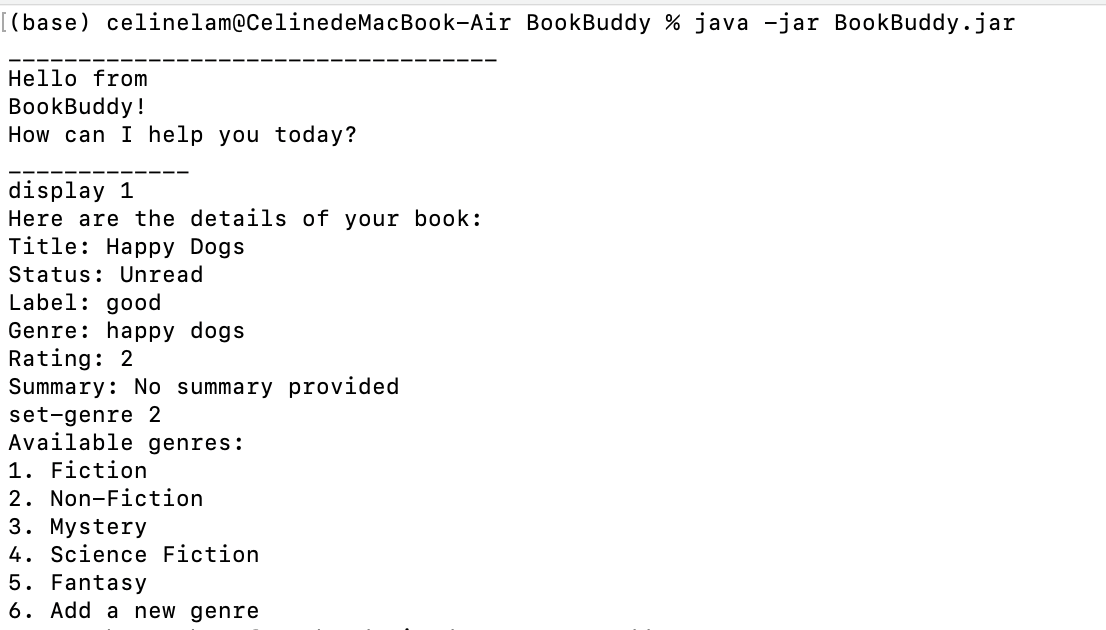 [(base) celinelam@CelinedeMacBook-Air BookBuddy % java -jar BookBuddy.jar
___________________________________
Hello from
BookBuddy!
How can I help you today?
_____________
display 1
Here are the details of your book:
Title: Happy Dogs
Status: Unread
Label: good
Genre: happy dogs
Rating: 2
Summary: No summary provided
set-genre 2
Available genres:
1. Fiction
2. Non-Fiction
3. Mystery
4. Science Fiction
5. Fantasy
6. Add a new genre